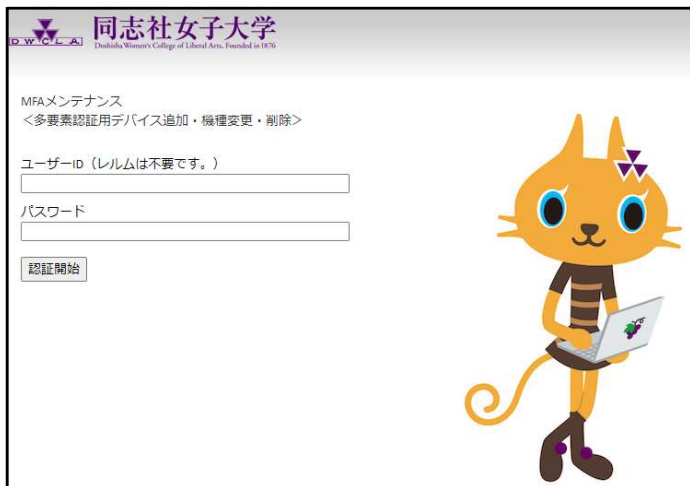 DWCLA
同志社女子大学
Doshisha Women's College of Liberal Arts. Founded in 1876
MFAメンテナンス
<多要素認証用デバイス追加・機種変更・削除>
ユーザーID（レルムは不要です。）
パスワード
認証開始